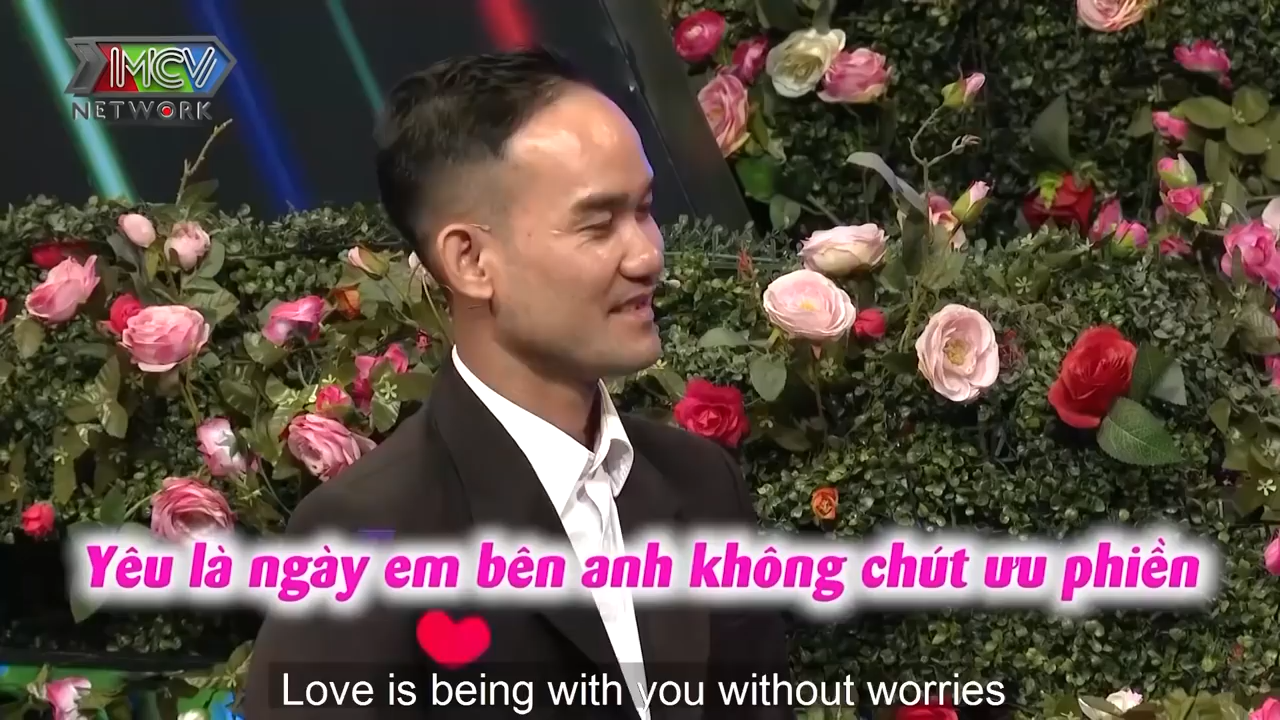 MCV
NETWORK
Yêu là ngày em bên anh không chút ưu phiền
Love is being with you without worries